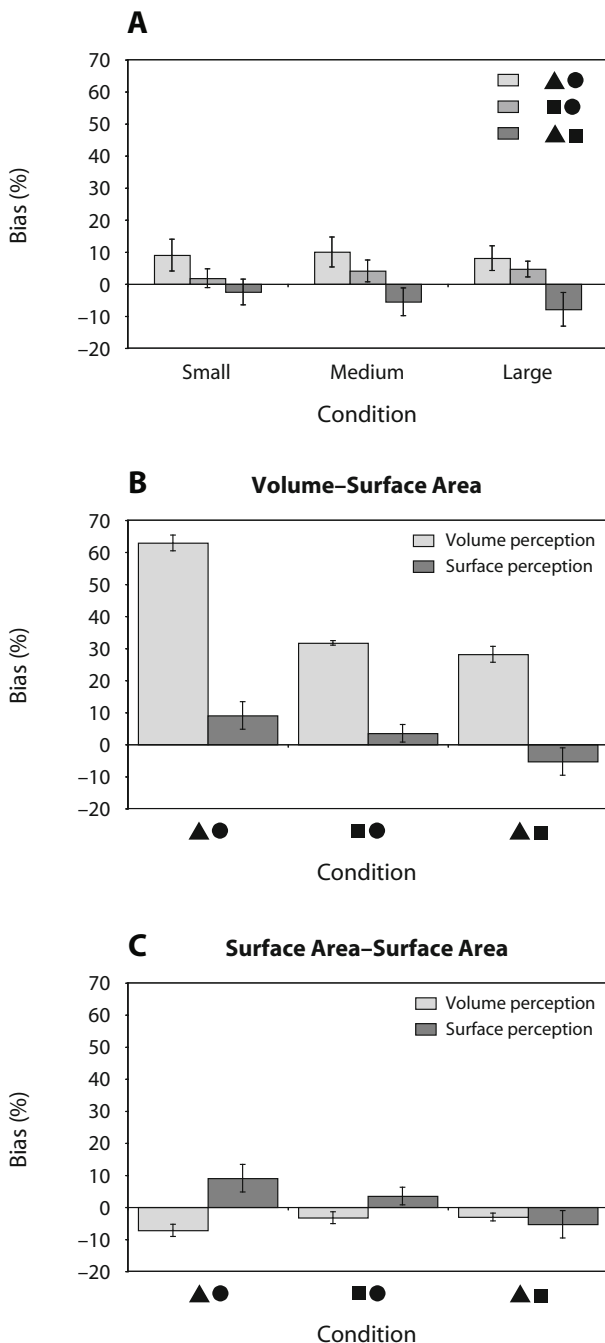 A
Bias (%)
70
60
50
40
30
20
10
0
–10
–20
Small Medium Large
Condition
B Volume–Surface Area
Bias (%)
70
60
50
40
30
20
10
0
–10
–20
Volume perception
Surface perception
Condition
C Surface Area–Surface Area
Bias (%)
70
60
50
40
30
20
10
0
–10
–20
Volume perception
Surface perception
Condition